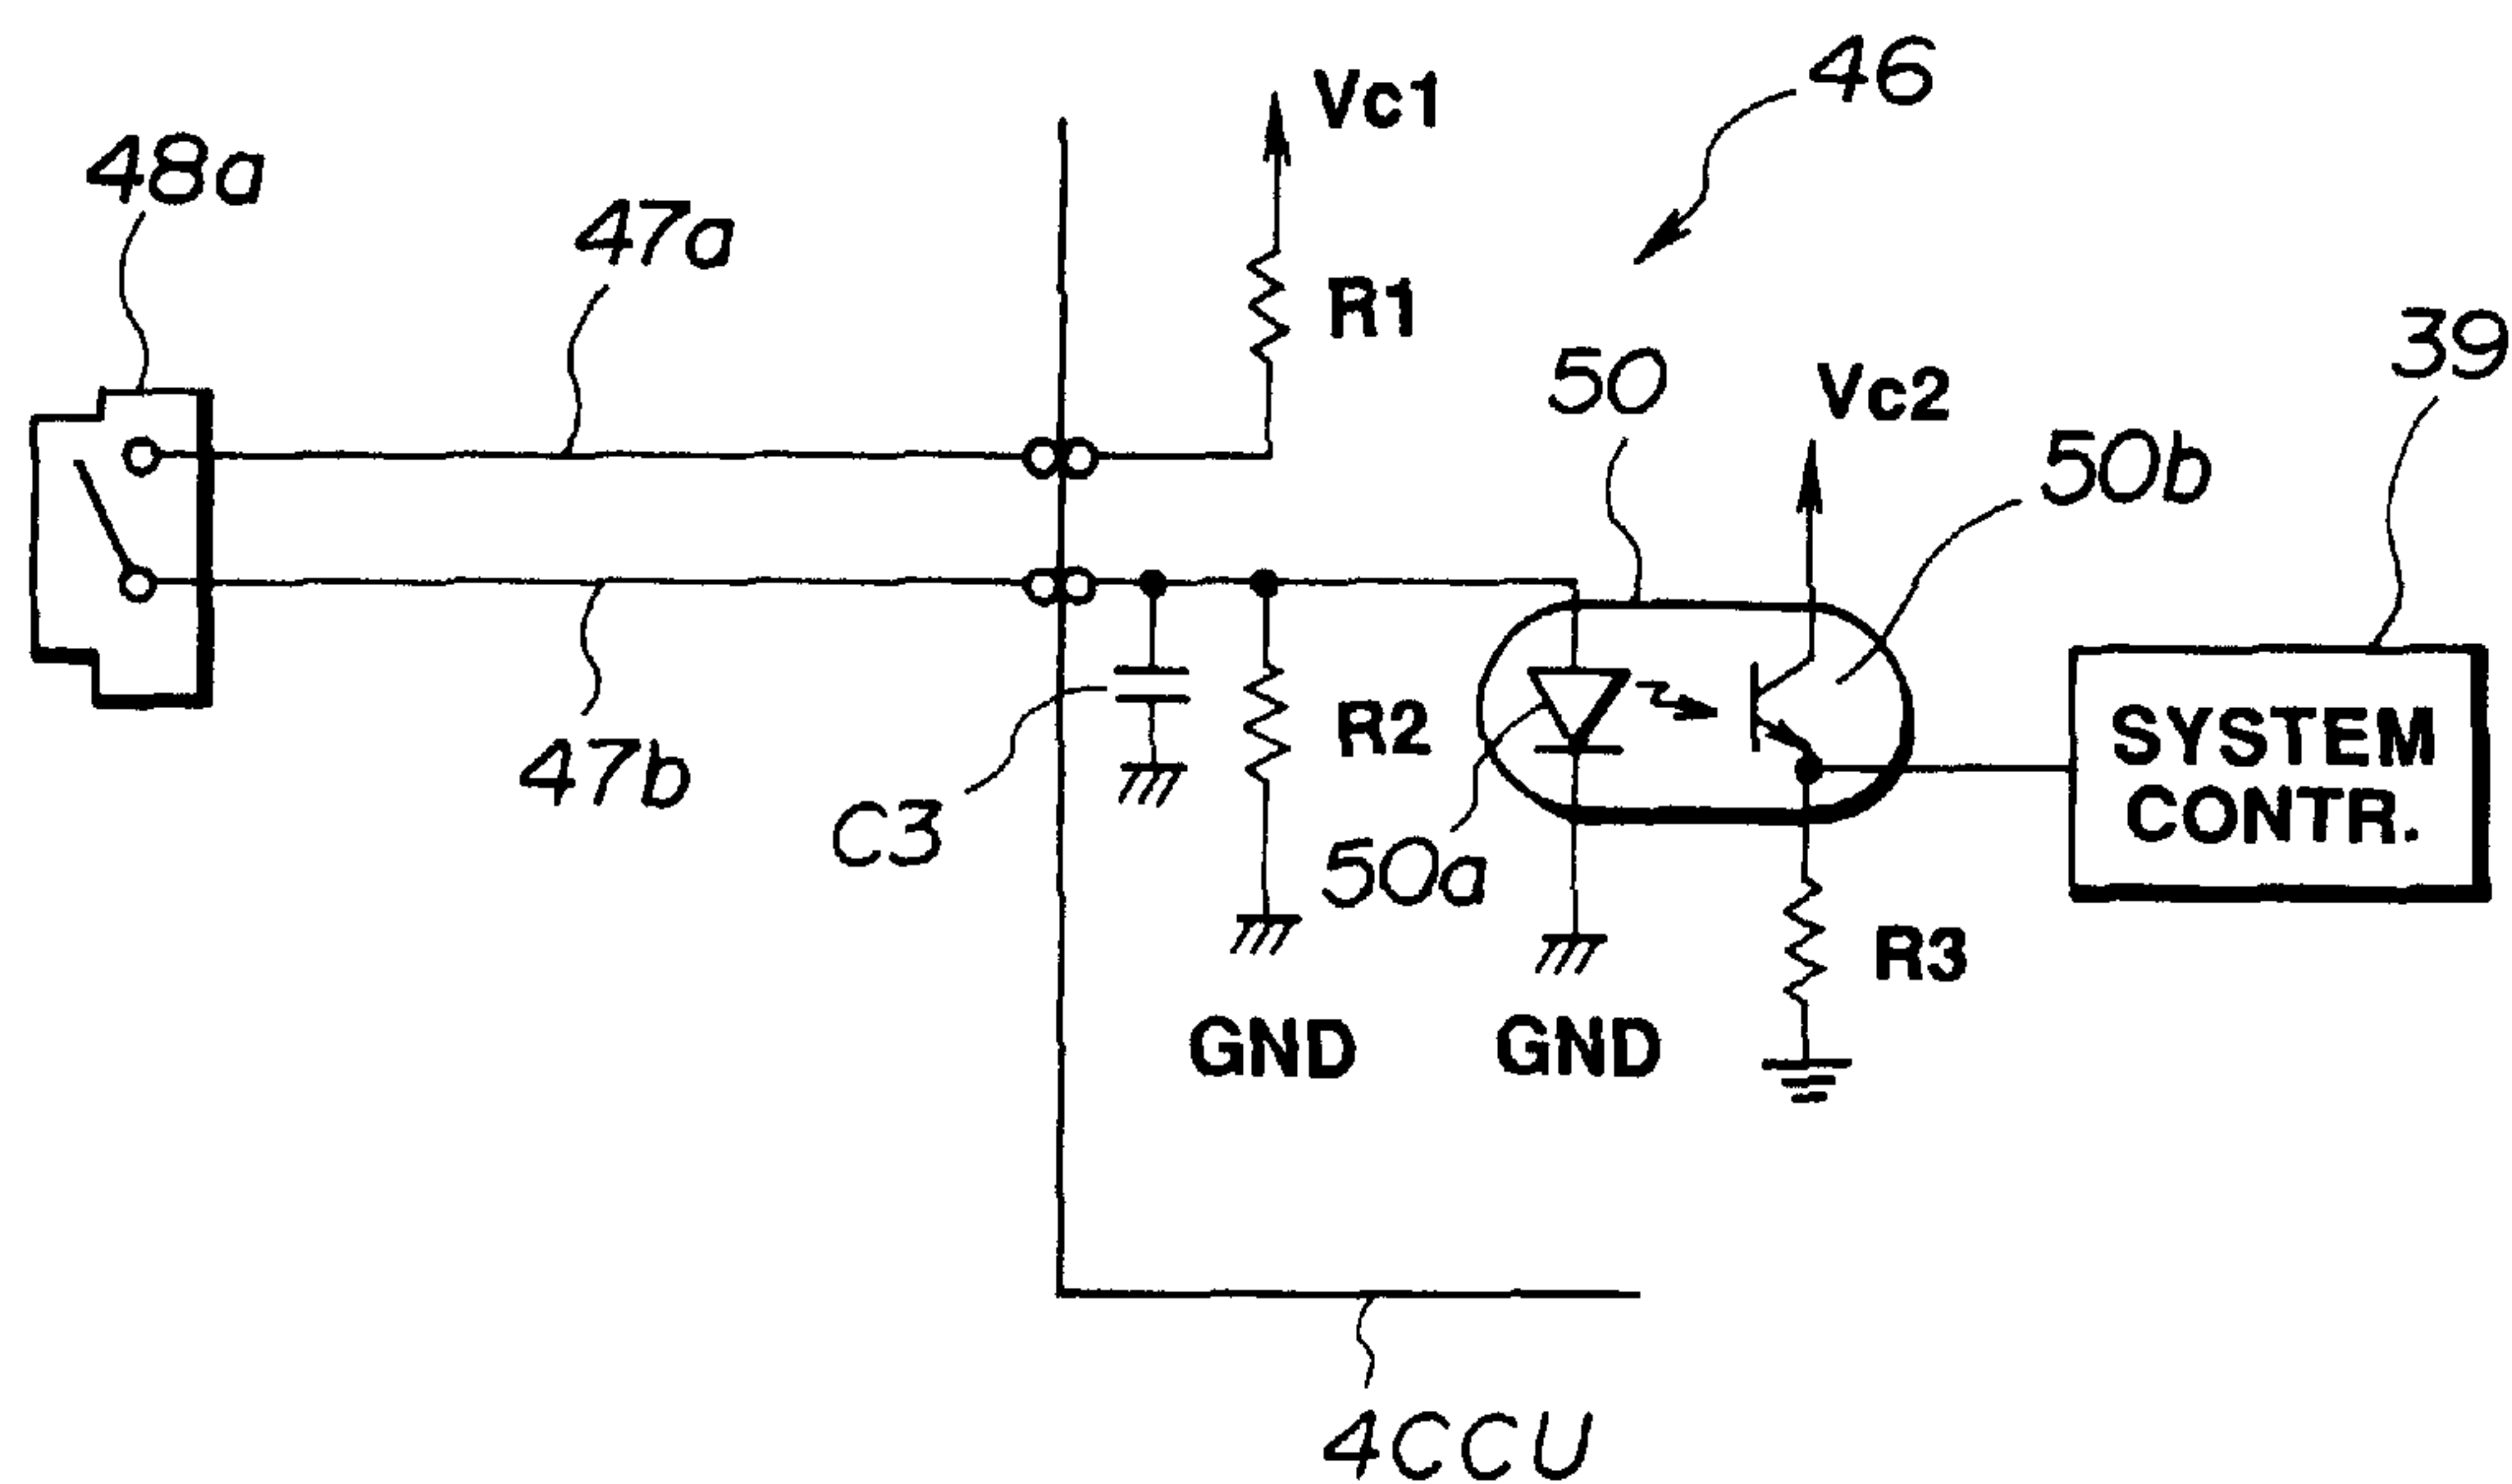 46
Vc1
48a
47a
R1
39
50
Vc2
50b
R2
SYSTEM
CONTR.
47b
C3
50a
R3
GND
GND
4CCU